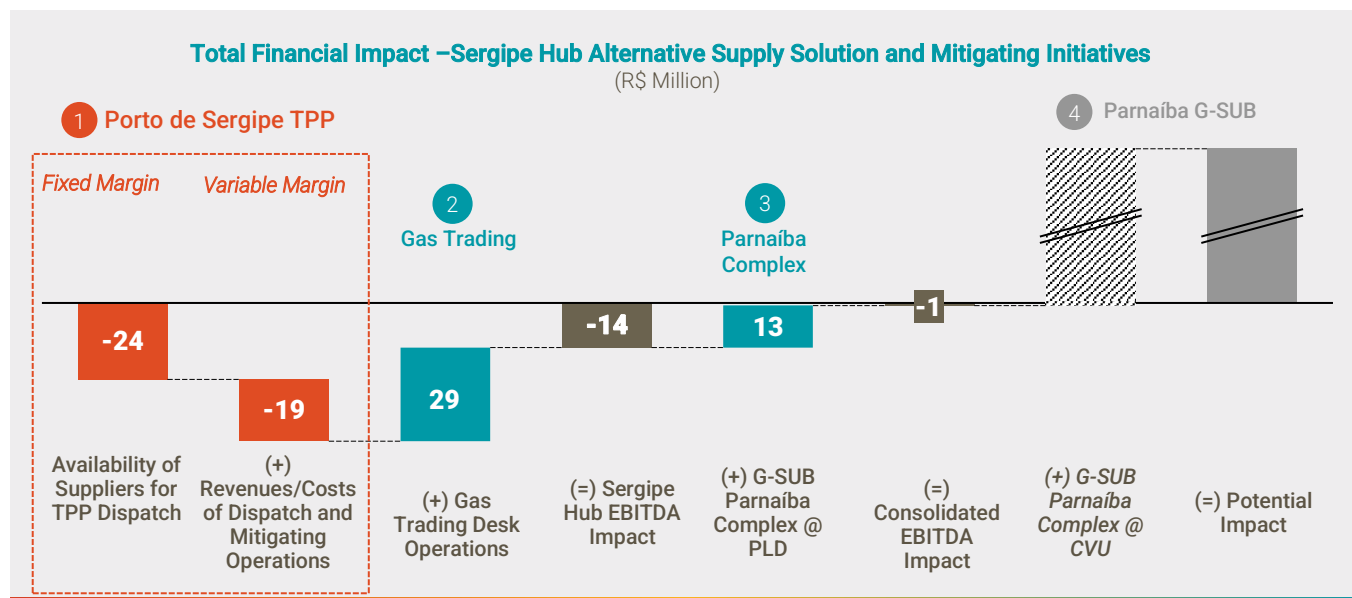 Total Financial Impact –Sergipe Hub Alternative Supply Solution and Mitigating Initiatives
(R$ Million)
1 Porto de Sergipe TPP
Fixed Margin
Variable Margin
2
Gas Trading
3
Parnaíba
Complex
4 Parnaíba G-SUB
-24
-19
29
-14
13
-1
Availability of
Suppliers for
TPP Dispatch
(+)
Revenues/Costs
of Dispatch and
Mitigating
Operations
(+) Gas
Trading Desk
Operations
(=) Sergipe
Hub EBITDA
Impact
(+) G-SUB
Parnaíba
Complex @
PLD
(=)
Consolidated
EBITDA
Impact
(+) G-SUB
Parnaíba
Complex @
CVU
(=) Potential
Impact